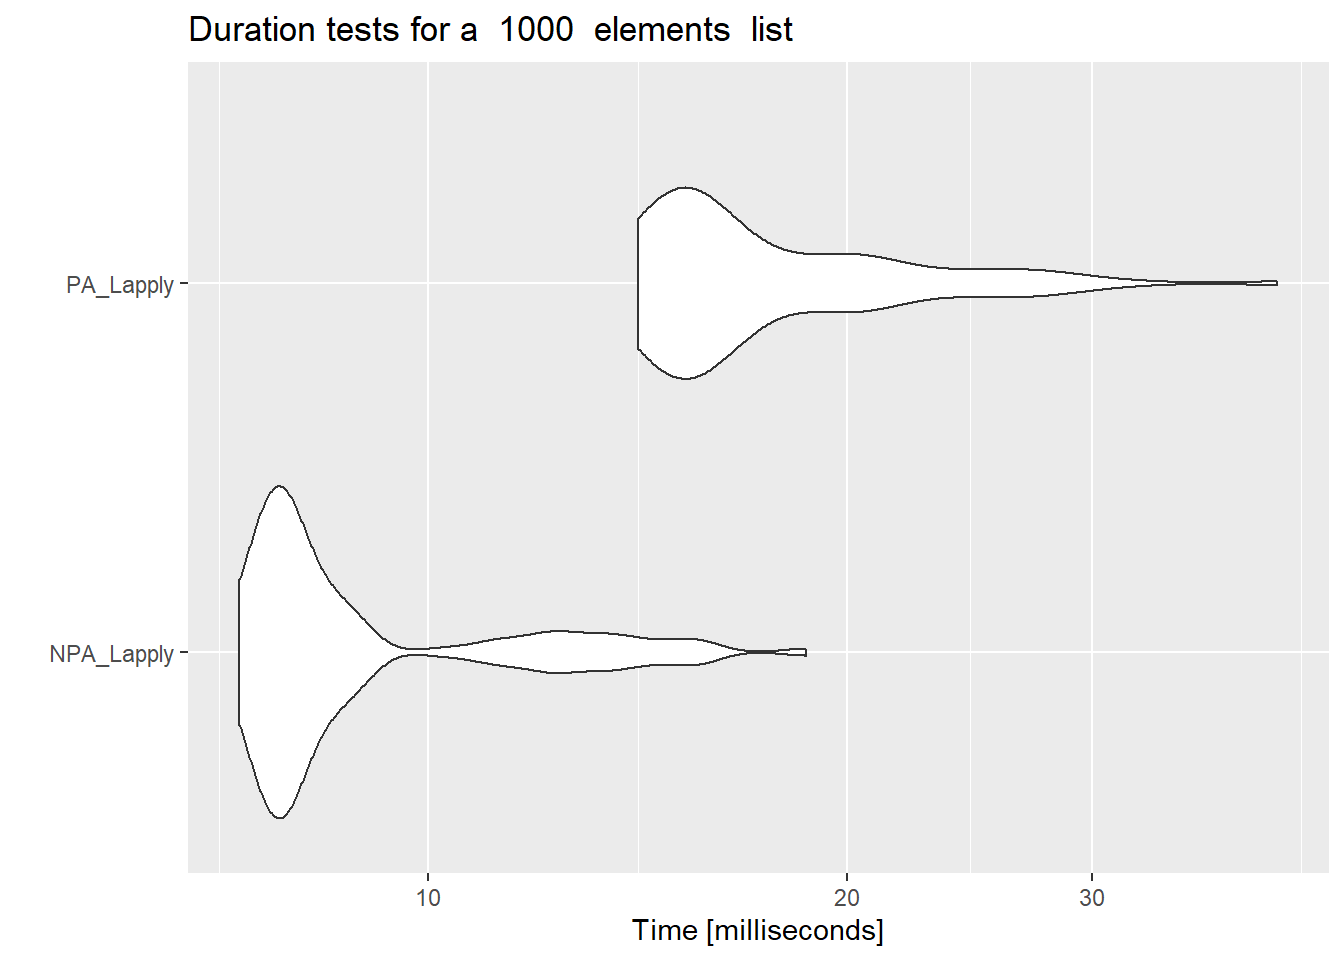 Duration tests for a  1000  elements  list
PA_Lapply
NPA_Lapply
10 20 30
Time [milliseconds]